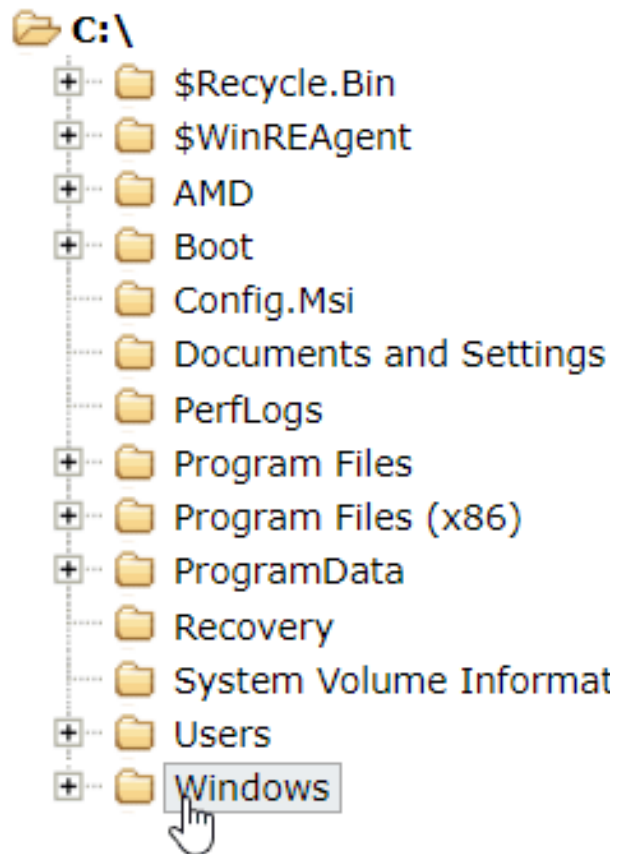 C:\
$Recycle.Bin
$WinREAgent
AMD
Boot
Config.Msi
Documents and Settings
PerfLogs
Program Files
Program Files (x86)
ProgramData
Recovery
System Volume Informat
Users
Windows